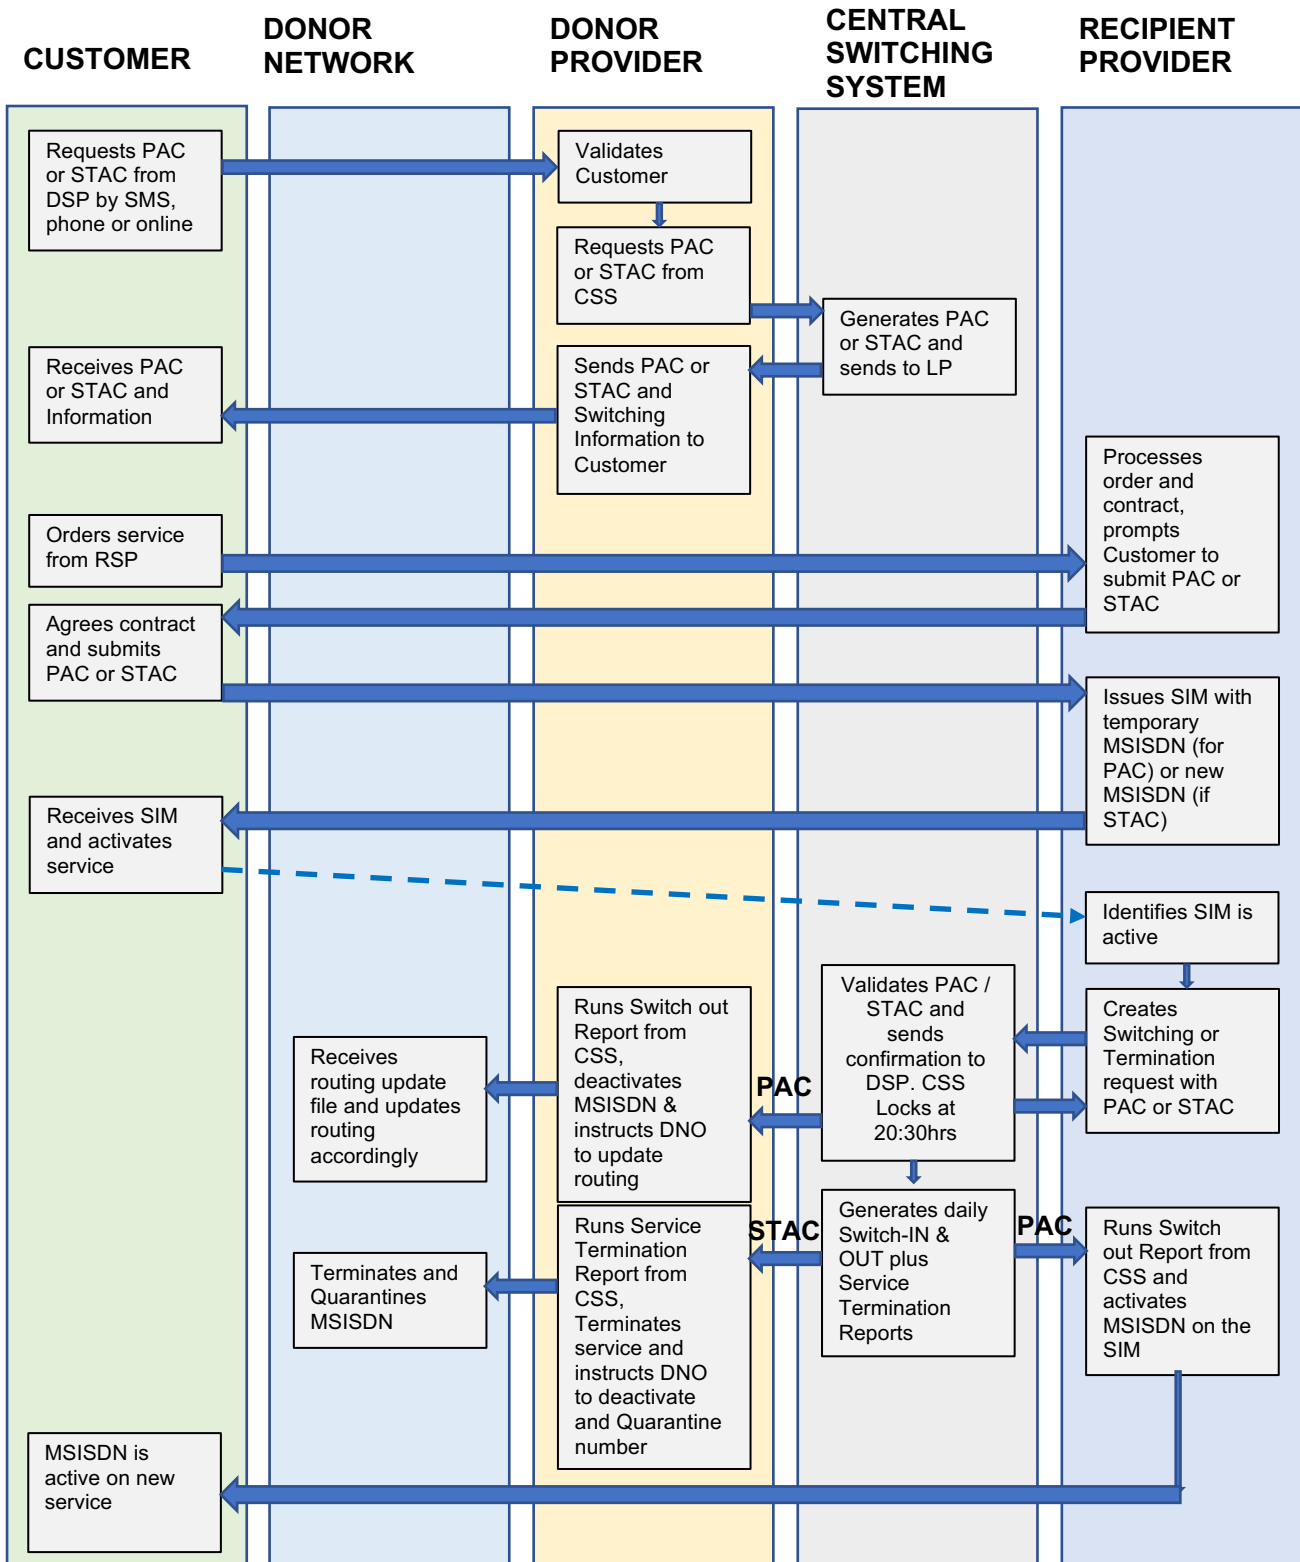 CUSTOMER
DONOR
NETWORK
DONOR
PROVIDER
CENTRAL
SWITCHING
SYSTEM
RECIPIENT
PROVIDER
Requests PAC
or STAC from
DSP by SMS,
phone or online
Validates
Customer
Requests PAC
or STAC from
CSS
Generates PAC
or STAC and
sends to LP
Receives PAC
or STAC and
Information
Sends PAC or
STAC and
Switching
Information to
Customer
Processes
order and
contract,
prompts
Customer to
submit PAC or
STAC
Orders service
from RSP
Agrees contract
and submits
PAC or STAC
Issues SIM with
temporary
MSISDN (for
PAC) or new
MSISDN (if
STAC)
Receives SIM
and activates
service
Identifies SIM is
active
Creates
Switching or
Termination
request with
PAC or STAC
Validates PAC /
STAC and
sends
confirmation to
DSP. CSS
Locks at
20:30hrs
PAC
Runs Switch out
Report from
CSS,
deactivates
MSISDN &
instructs DNO
to update
routing
Receives
routing update
file and updates
routing
accordingly
Generates daily
Switch-IN &
OUT plus
Service
Termination
Reports
STAC
PAC
Runs Service
Termination
Report from
CSS,
Terminates
service and
instructs DNO
to deactivate
and Quarantine
number
Terminates and
Quarantines
MSISDN
Runs Switch
out Report from
CSS and
activates
MSISDN on the
SIM
MSISDN is
active on new
service